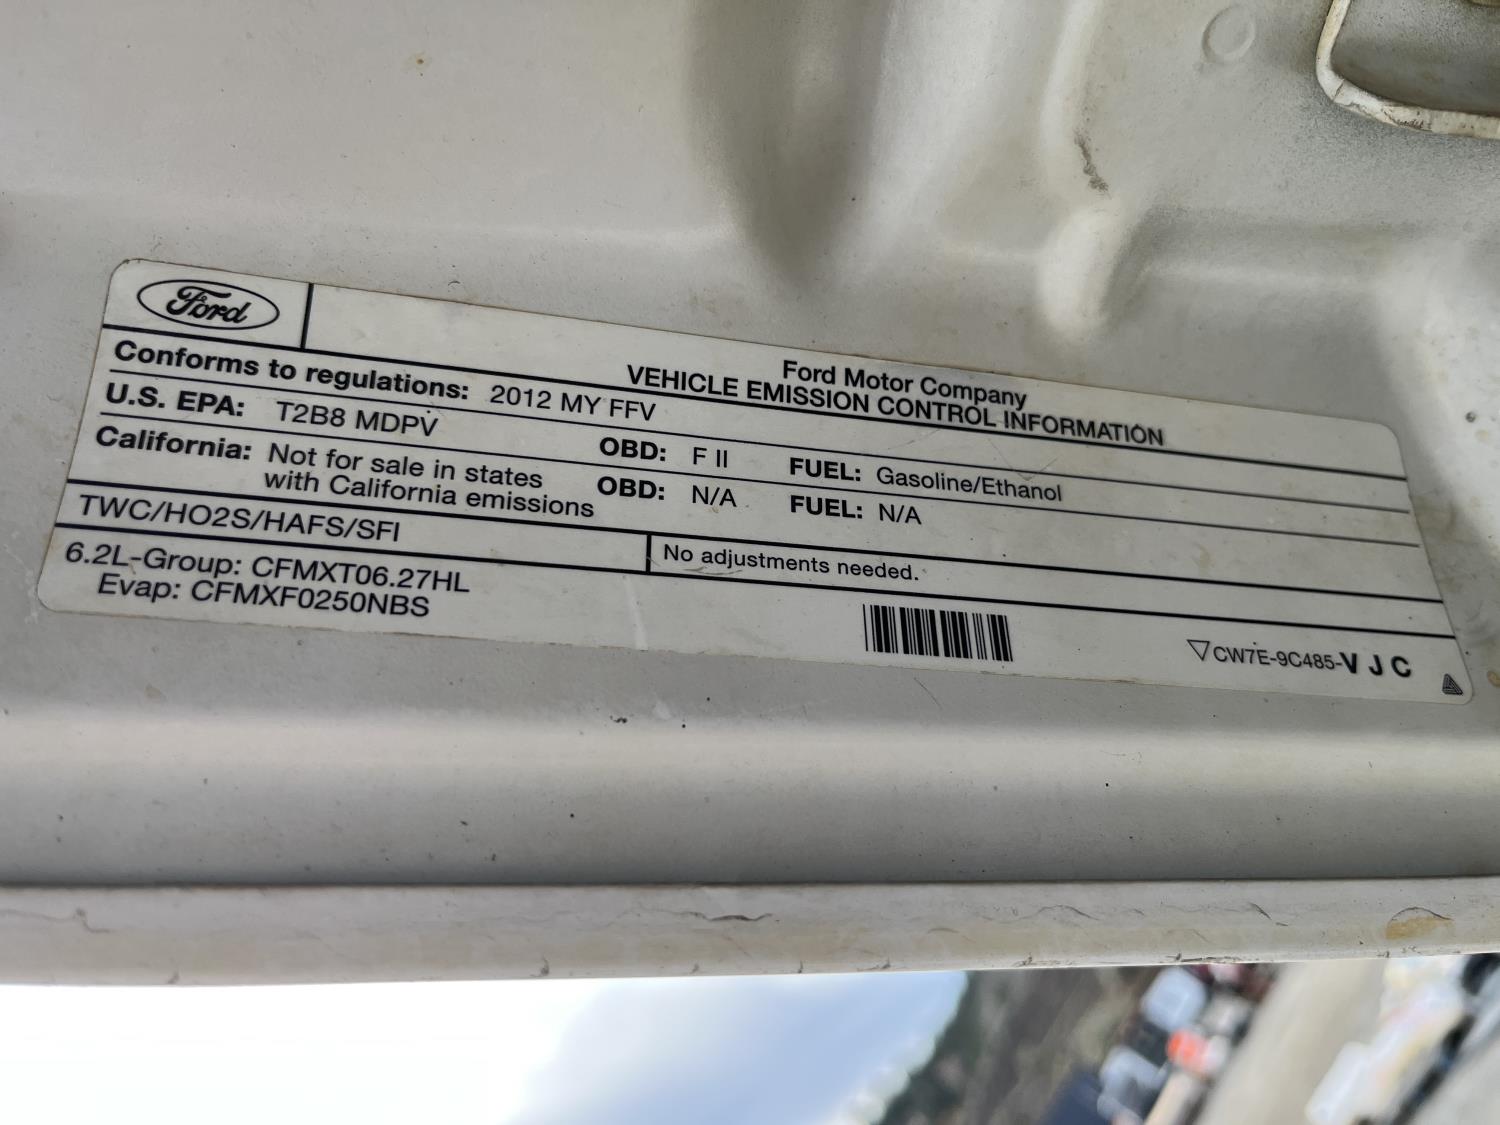 Ford
Ford Motor Company
VEHICLE EMISSION CONTROL INFORMATION
Conforms to regulations: 2012 MY FFV
U.S. EPA: T2B8 MDPV OBD: F II FUEL: Gasoline/Ethanol
California: Not for sale in states OBD: N/A FUEL: N/A
with California emissions
TWC/HO2S/HAFS/SFI
No adjustments needed.
6.2L-Group: CFMXT06.27HL
Evap: CFMXF0250NBS
CW7E-9C485-V J C